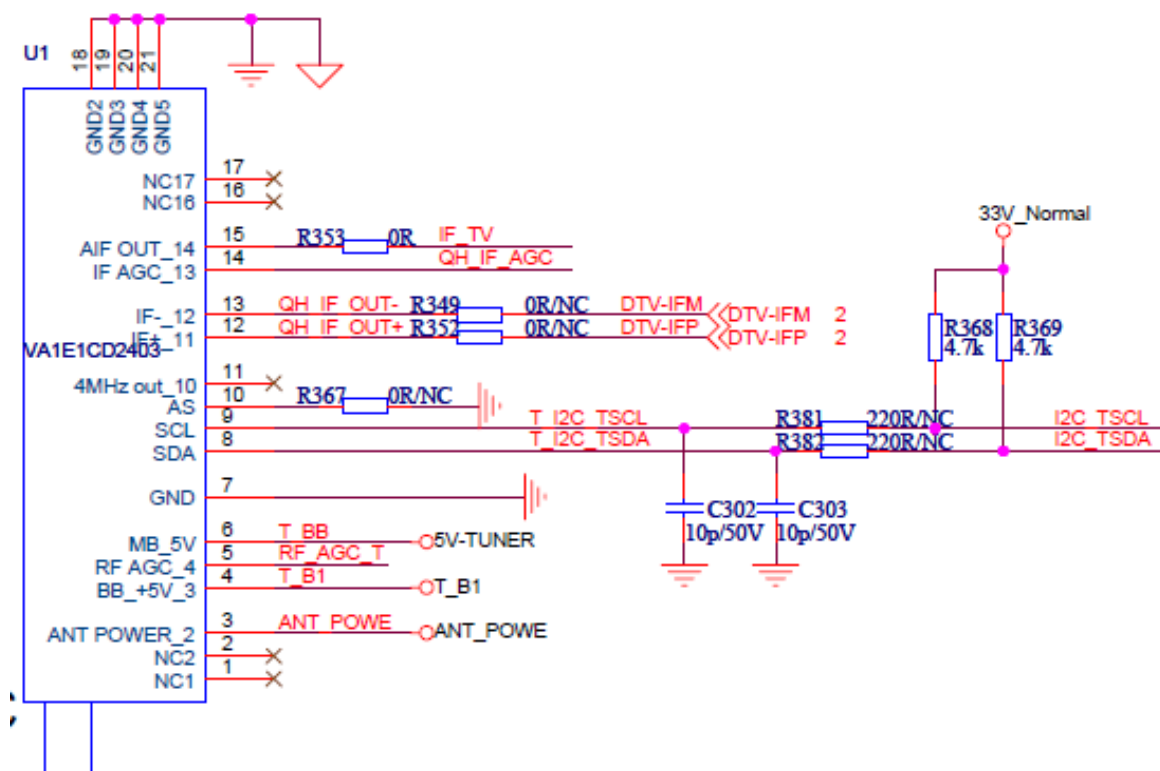 U1
18
19
20
21
GND2
GND3
GND4
GND5
NC17 17
NC16 16
AIF OUT_14 15 R353 0R IF_TV
IF AGC_13 14 QH_IF_AGC
IF-_12 13 QH_IF_OUT- R349 0R/NC DTV-IFM DTV-IFM 2
IF+_11 12 QH_IF_OUT+ R352 0R/NC DTV-IFP DTV-IFP 2
VA1E1CD2403
4MHz out_10 11
AS 10 R367 0R/NC
SCL 9 T_I2C_TSCL R381 220R/NC I2C_TSCL
SDA 8 T_I2C_TSDA R382 220R/NC I2C_TSDA
33V_Normal
R368 R369
4.7k 4.7k
GND 7
C302 C303
10p/50V 10p/50V
MB_5V 6 T_BB 5V-TUNER
RF AGC_4 5 RF_AGC_T
BB_+5V_3 4 T_B1 T_B1
ANT POWER_2 3 ANT_POWE ANT_POWE
NC2 2
NC1 1